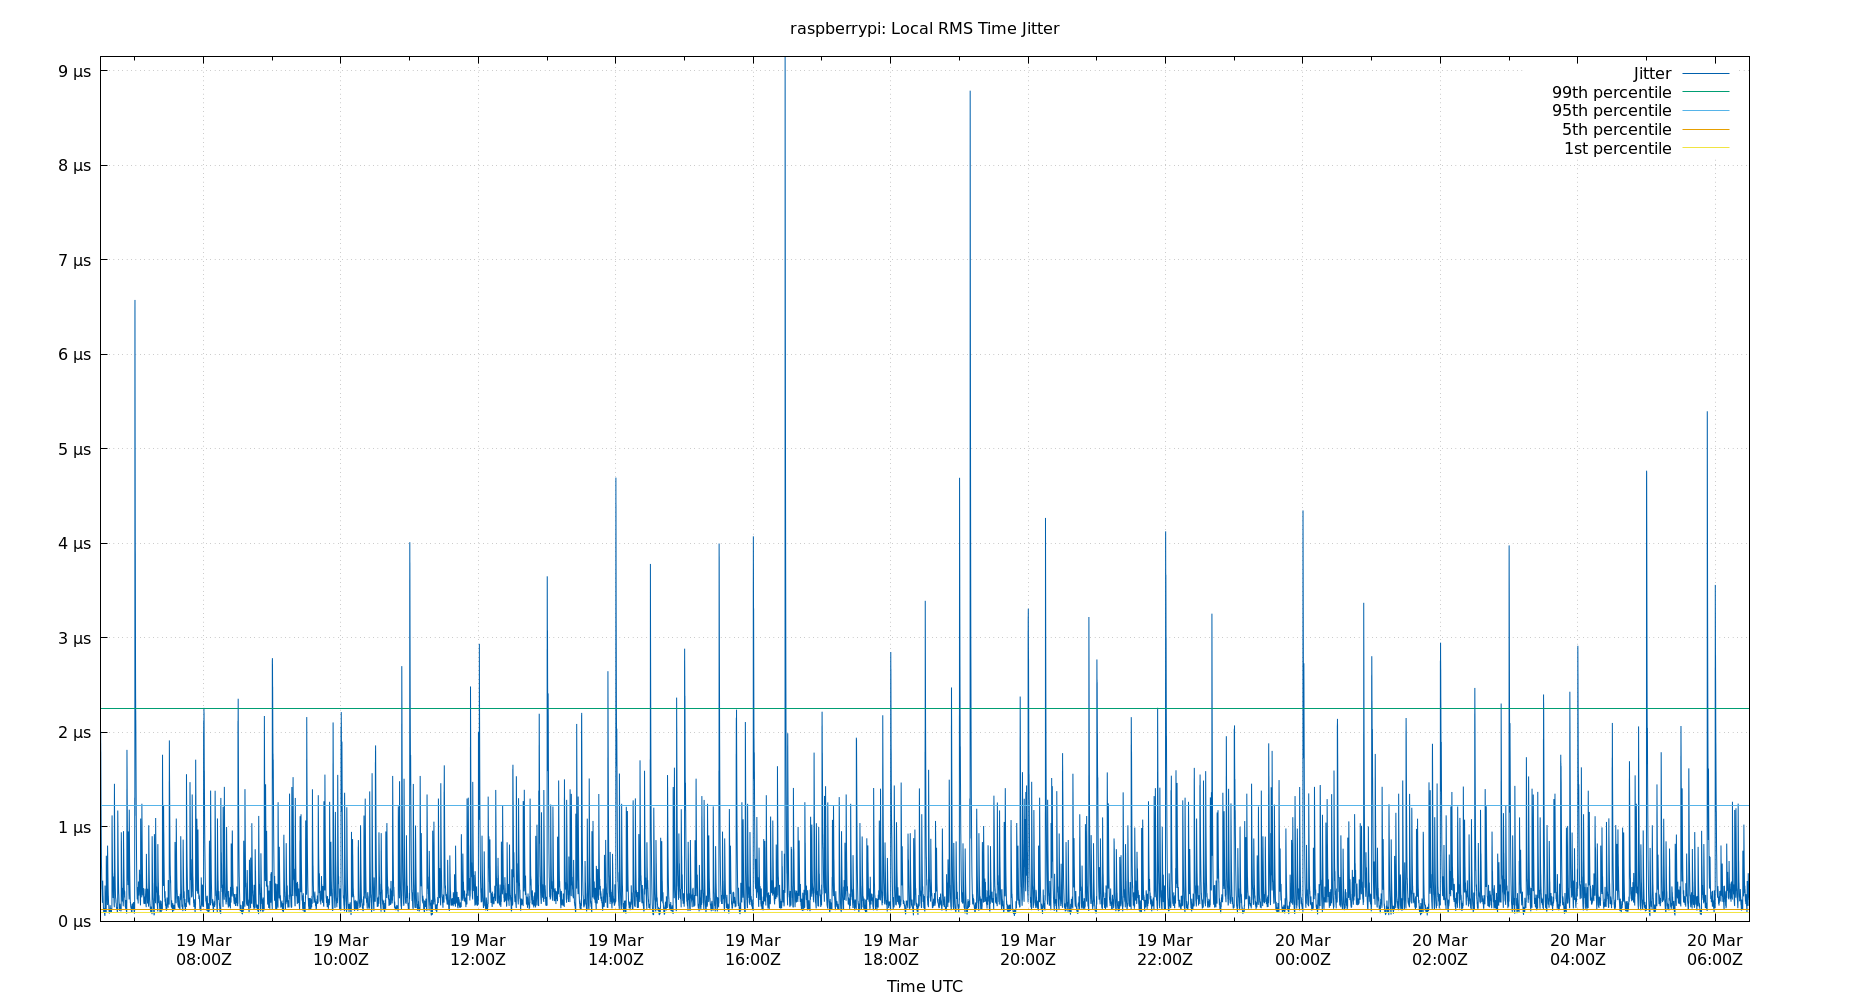 raspberrypi: Local RMS Time Jitter
9 µs
8 µs
7 µs
6 µs
5 µs
4 µs
3 µs
2 µs
1 µs
0 µs
Jitter
99th percentile
95th percentile
5th percentile
1st percentile
19 Mar 19 Mar 19 Mar 19 Mar 19 Mar 19 Mar 19 Mar 19 Mar 20 Mar 20 Mar 20 Mar 20 Mar
08:00Z 10:00Z 12:00Z 14:00Z 16:00Z 18:00Z 20:00Z 22:00Z 00:00Z 02:00Z 04:00Z 06:00Z
Time UTC